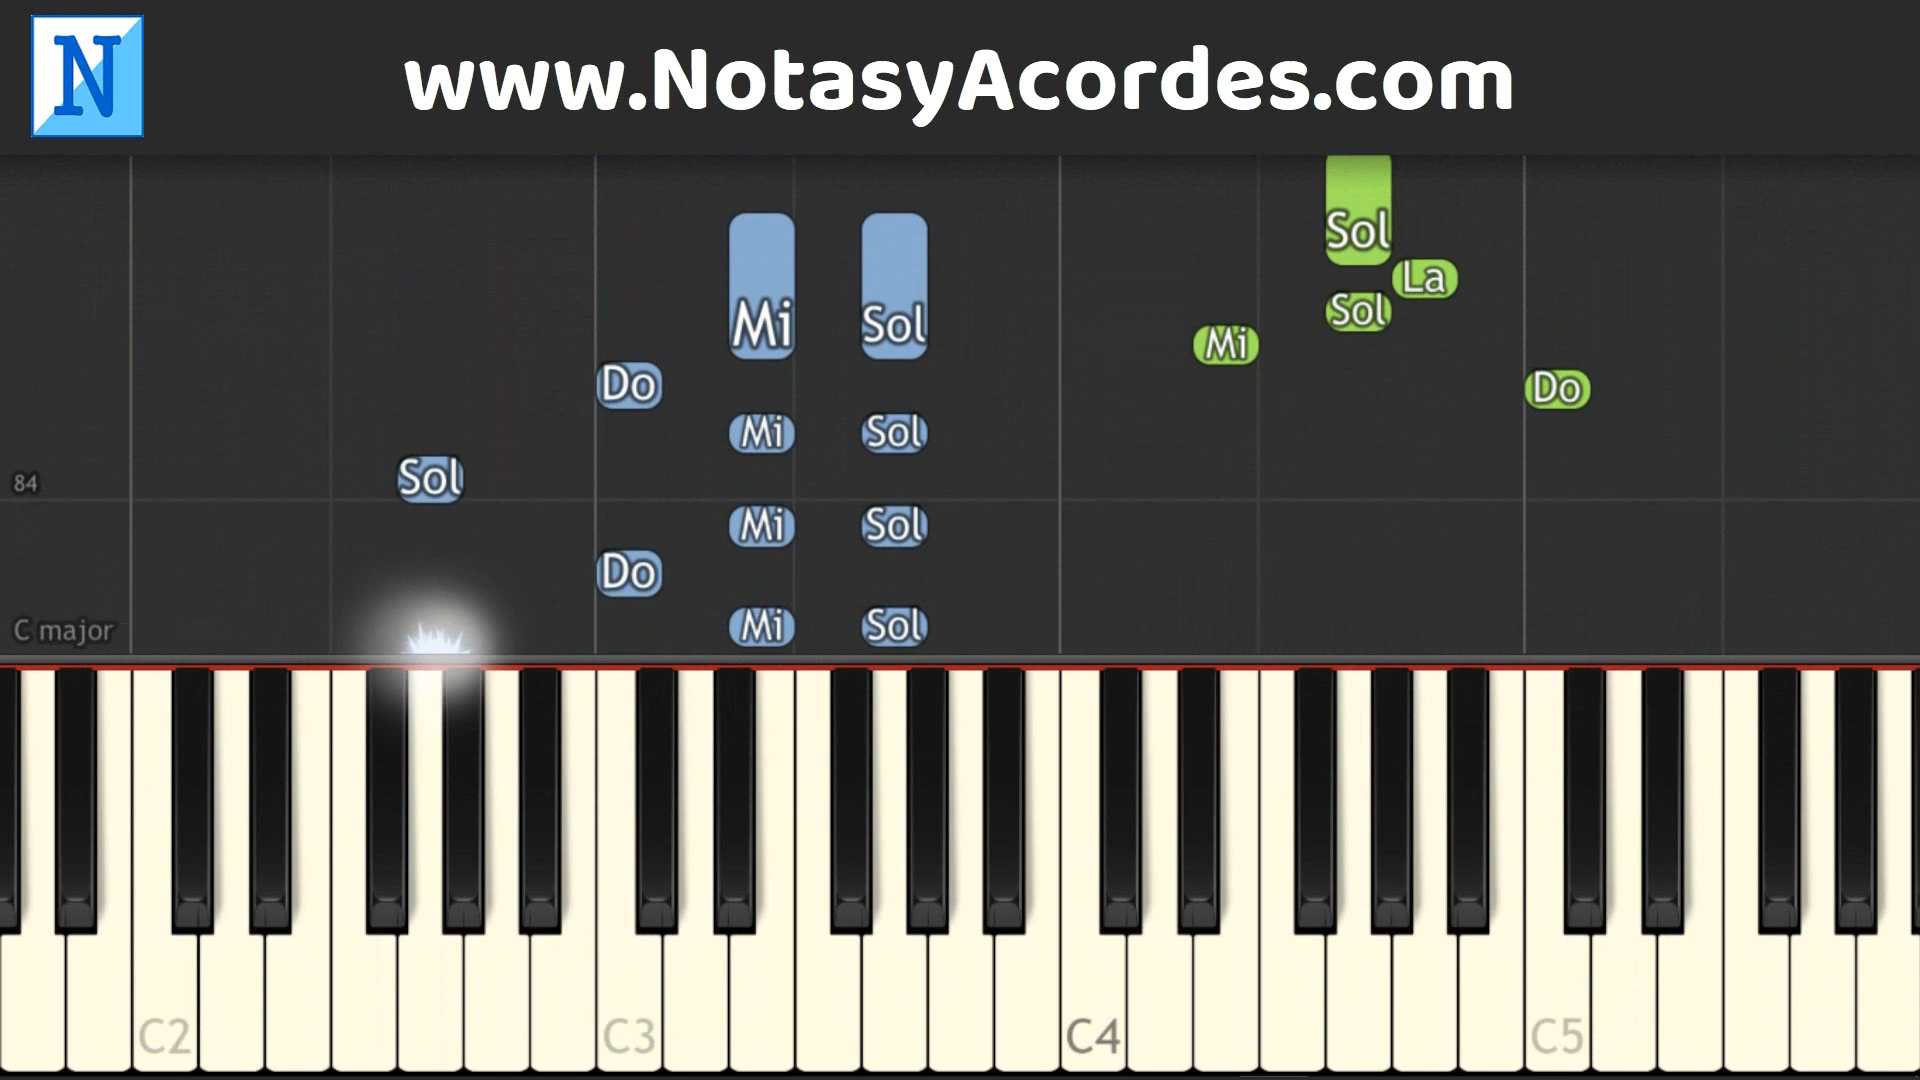 N
www.NotasyAcordes.com
Sol
La
Mi Sol Sol
Mi
Do Do
Mi Sol
84 Sol
Mi Sol
Do
C major Mi Sol
C2 C3 C4 C5